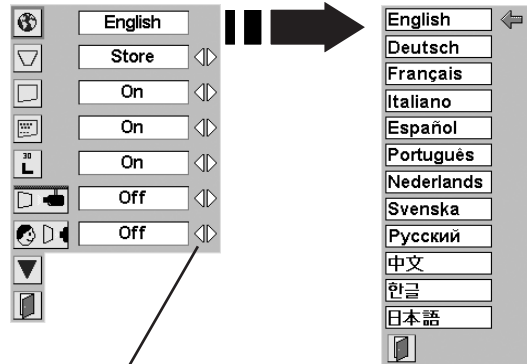 English
Store
On
On
30
L
On
Off
Off
English
Deutsch
Français
Italiano
Español
Português
Nederlands
Svenska
Русский
中文
한글
日本語